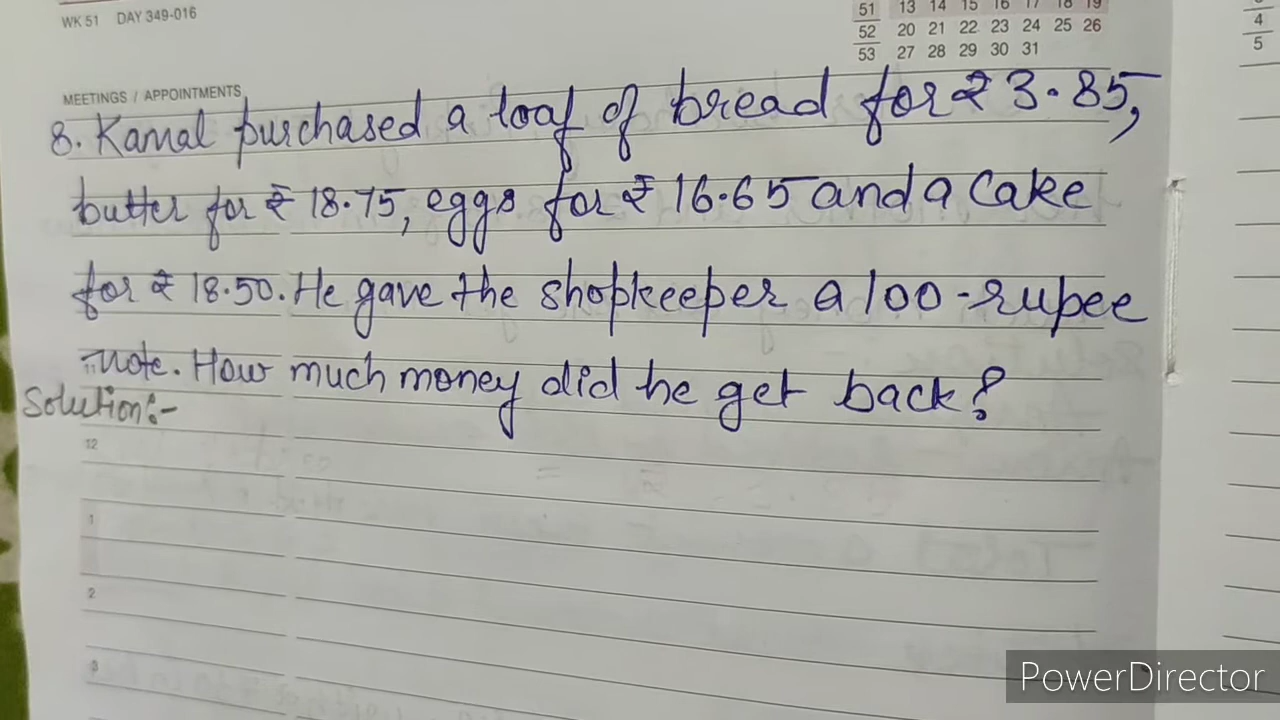 WK 51 DAY 349-016
51 13 14 15 16 17 18 19
52 20 21 22 23 24 25 26
53 27 28 29 30 31
4
5
MEETINGS / APPOINTMENTS
8. Kamal purchased a loaf of bread for ₹ 3.85,
butter for ₹ 18.75, eggs for ₹ 16.65 and a cake
for ₹ 18.50. He gave the shopkeeper a 100-rupee
note. How much money did he get back?
Solution:-
12
1
2
3
PowerDirector